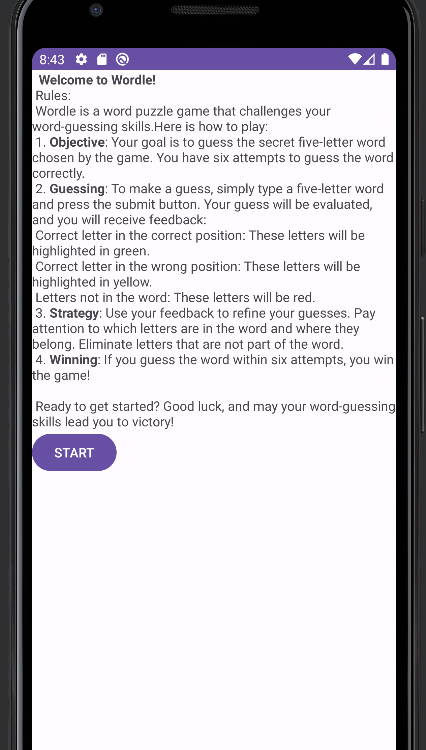 8:43
Welcome to Wordle!
Rules:
Wordle is a word puzzle game that challenges your
word-guessing skills.Here is how to play:
1. Objective: Your goal is to guess the secret five-letter word
chosen by the game. You have six attempts to guess the word
correctly.
2. Guessing: To make a guess, simply type a five-letter word
and press the submit button. Your guess will be evaluated,
and you will receive feedback:
Correct letter in the correct position: These letters will be
highlighted in green.
Correct letter in the wrong position: These letters will be
highlighted in yellow.
Letters not in the word: These letters will be red.
3. Strategy: Use your feedback to refine your guesses. Pay
attention to which letters are in the word and where they
belong. Eliminate letters that are not part of the word.
4. Winning: If you guess the word within six attempts, you win
the game!
Ready to get started? Good luck, and may your word-guessing
skills lead you to victory!
START